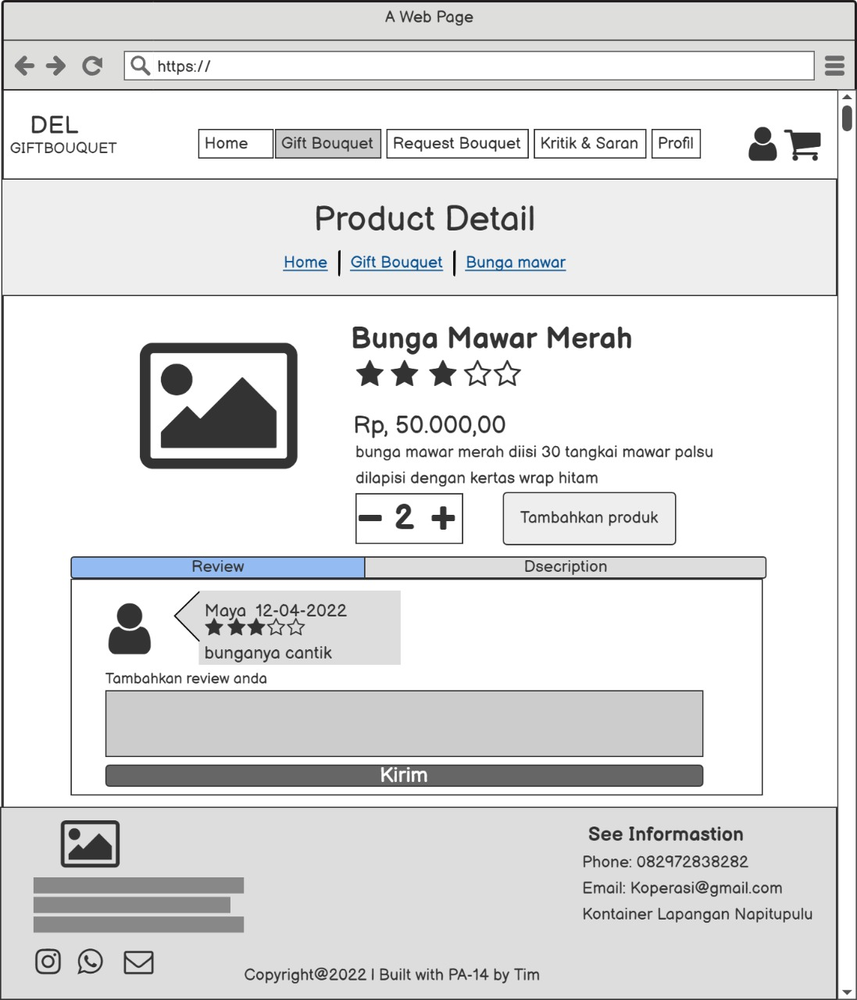 A Web Page
https://
DEL
GIFTBOUQUET
Home
Gift Bouquet
Request Bouquet
Kritik & Saran
Profil
Product Detail
Home | Gift Bouquet | Bunga mawar
Bunga Mawar Merah
Rp, 50.000,00
bunga mawar merah diisi 30 tangkai mawar palsu
dilapisi dengan kertas wrap hitam
2
Tambahkan produk
Review
Dsecription
Maya 12-04-2022
bunganya cantik
Tambahkan review anda
Kirim
See Informastion
Phone: 082972838282
Email: Koperasi@gmail.com
Kontainer Lapangan Napitupulu
Copyright@2022 I Built with PA-14 by Tim